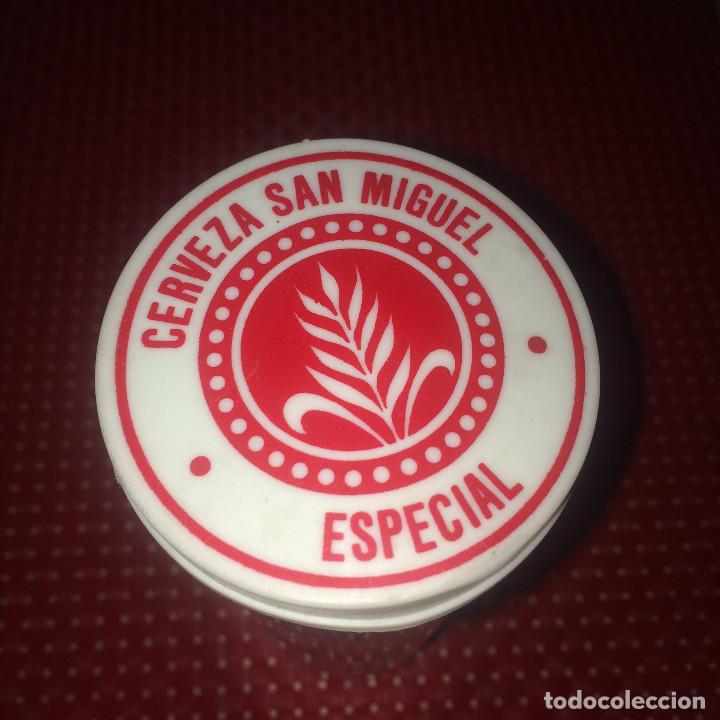 CERVEZA SAN MIGUEL
ESPECIAL
todocoleccion